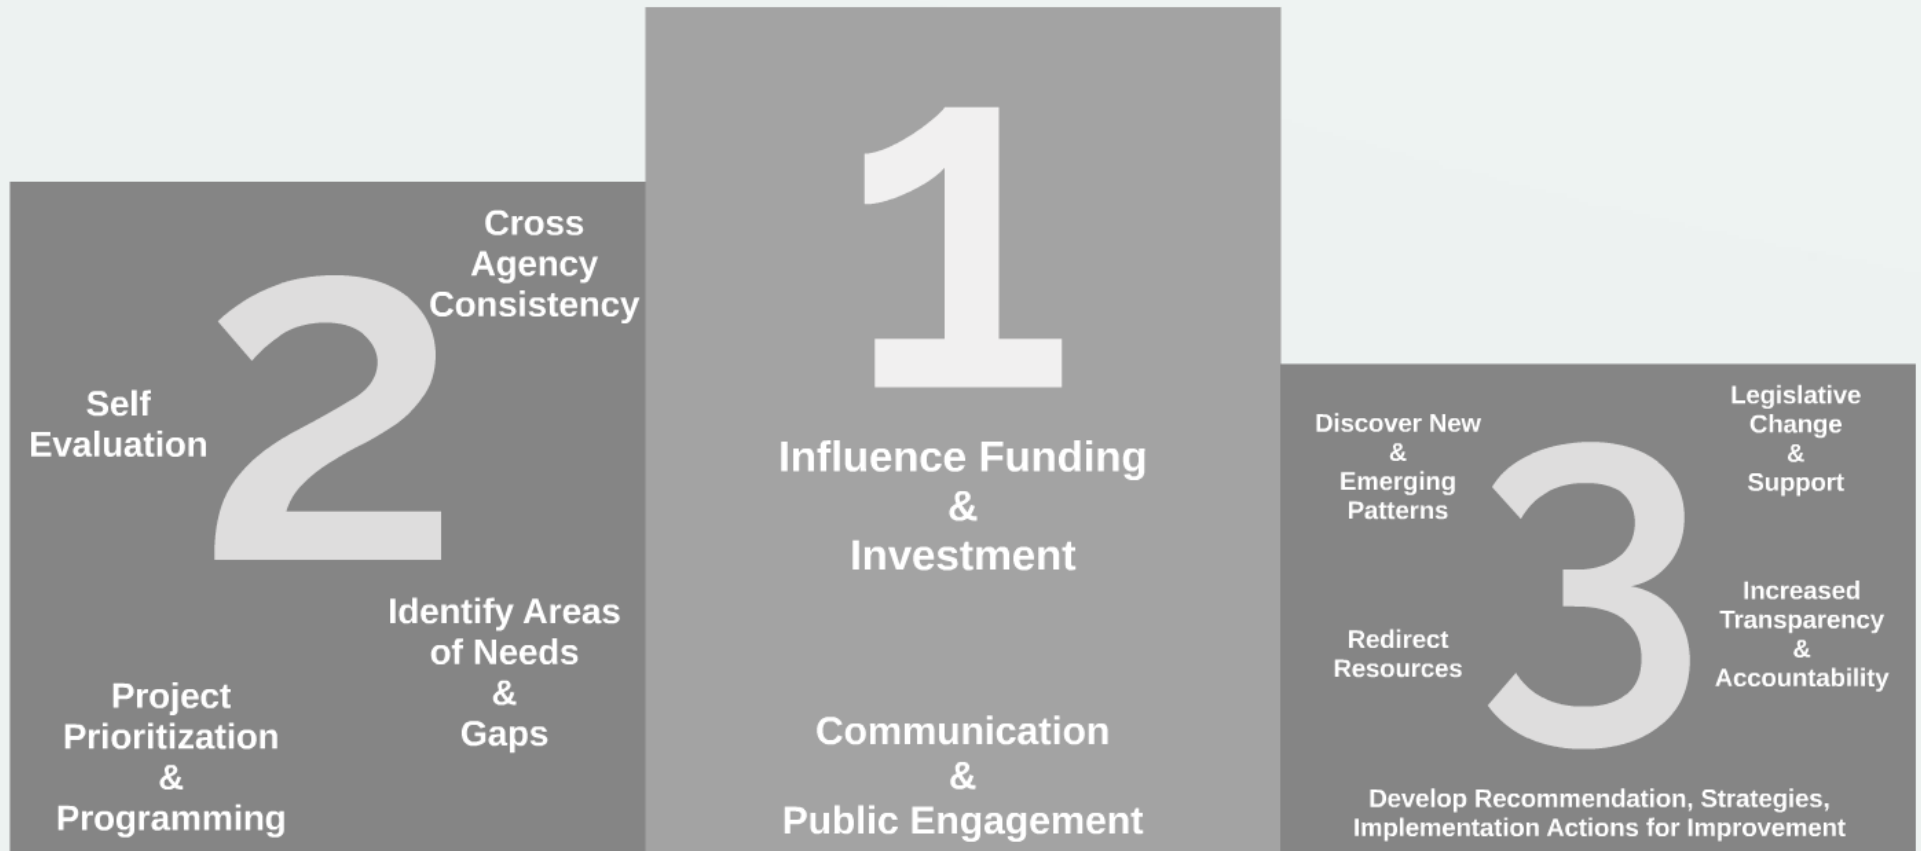 2
Cross
Agency
Consistency
Self
Evaluation
Identify Areas
of Needs
&
Gaps
Project
Prioritization
&
Programming
1
Influence Funding
&
Investment
Communication
&
Public Engagement
3
Discover New
&
Emerging
Patterns
Legislative
Change
&
Support
Redirect
Resources
Increased
Transparency
&
Accountability
Develop Recommendation, Strategies,
Implementation Actions for Improvement